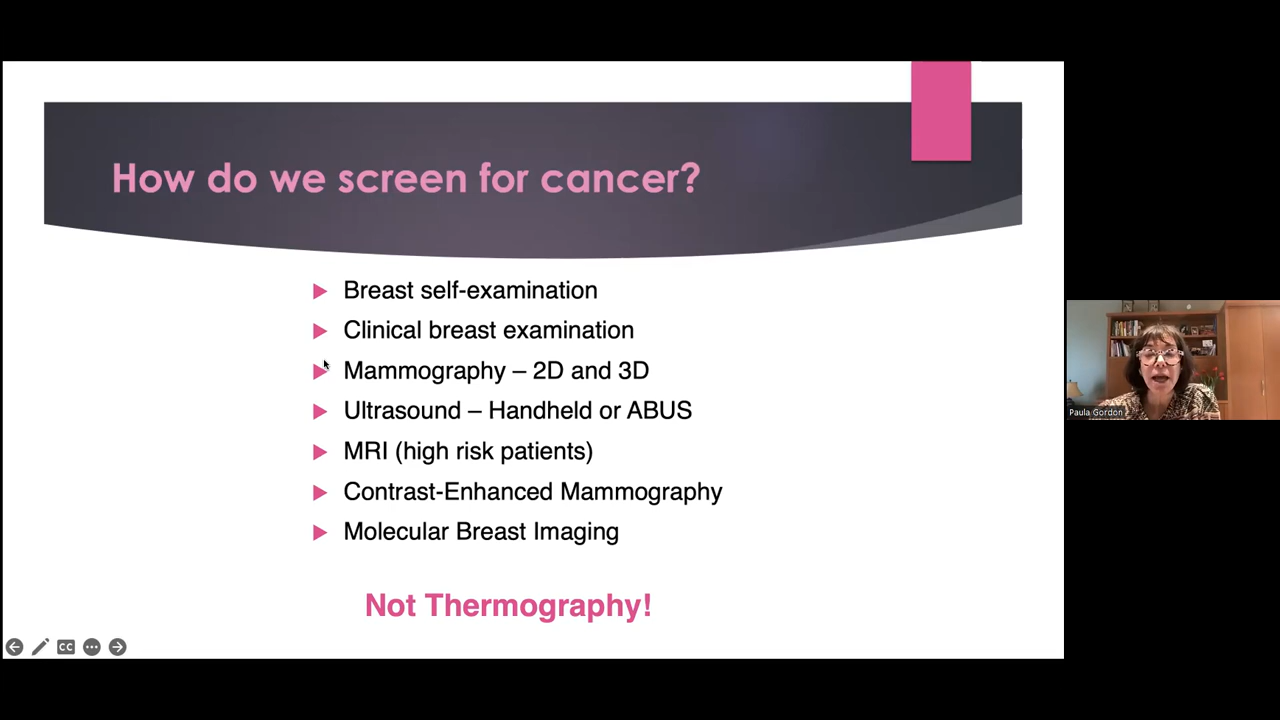 How do we screen for cancer?
Breast self-examination
Clinical breast examination
Mammography – 2D and 3D
Ultrasound – Handheld or ABUS
MRI (high risk patients)
Contrast-Enhanced Mammography
Molecular Breast Imaging
Not Thermography!
CC
Paula Gordon